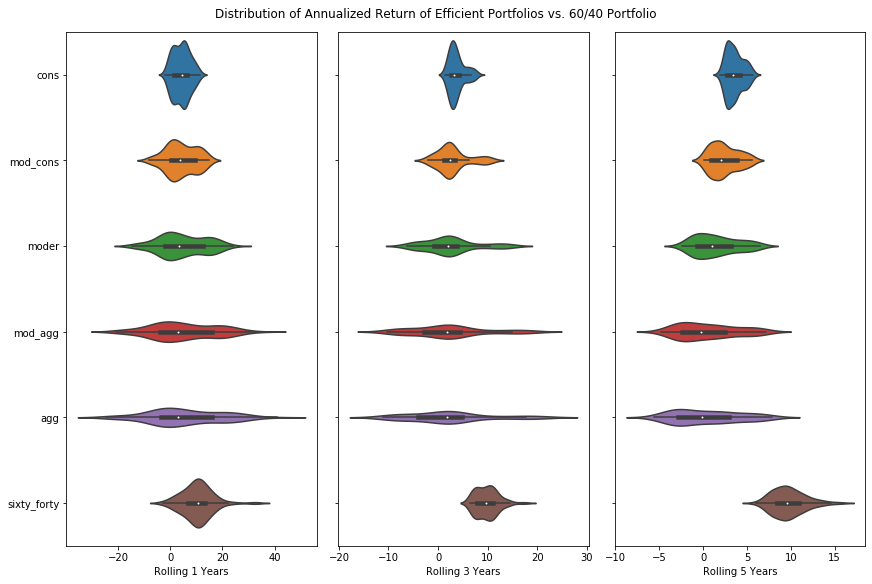 Distribution of Annualized Return of Efficient Portfolios vs. 60/40 Portfolio
cons
mod_cons
moder
mod_agg
agg
sixty_forty
−20 0 20 40
Rolling 1 Years
−20 −10 0 10 20 30
Rolling 3 Years
−10 −5 0 5 10 15
Rolling 5 Years